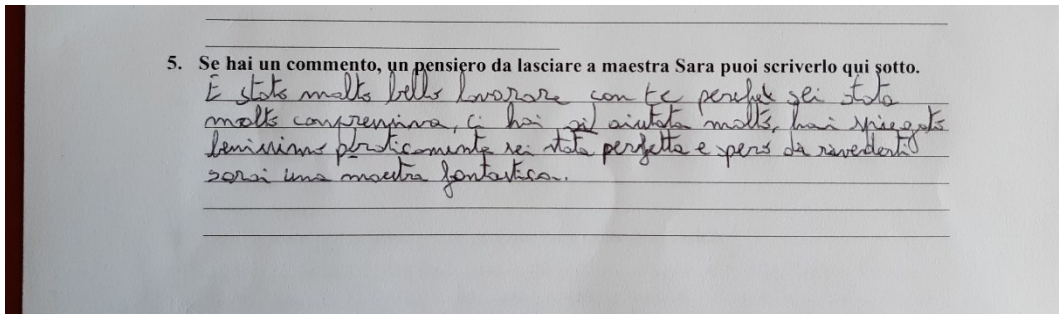 5. Se hai un commento, un pensiero da lasciare a maestra Sara puoi scriverlo qui sotto.
È stato molto bello lavorare con te perché sei stata
molto comprensiva, ci hai aiutata molto, hai spiegato
benissimo praticamente sei stata perfetta e spero di rivederti
sarai una maestra fantastica.